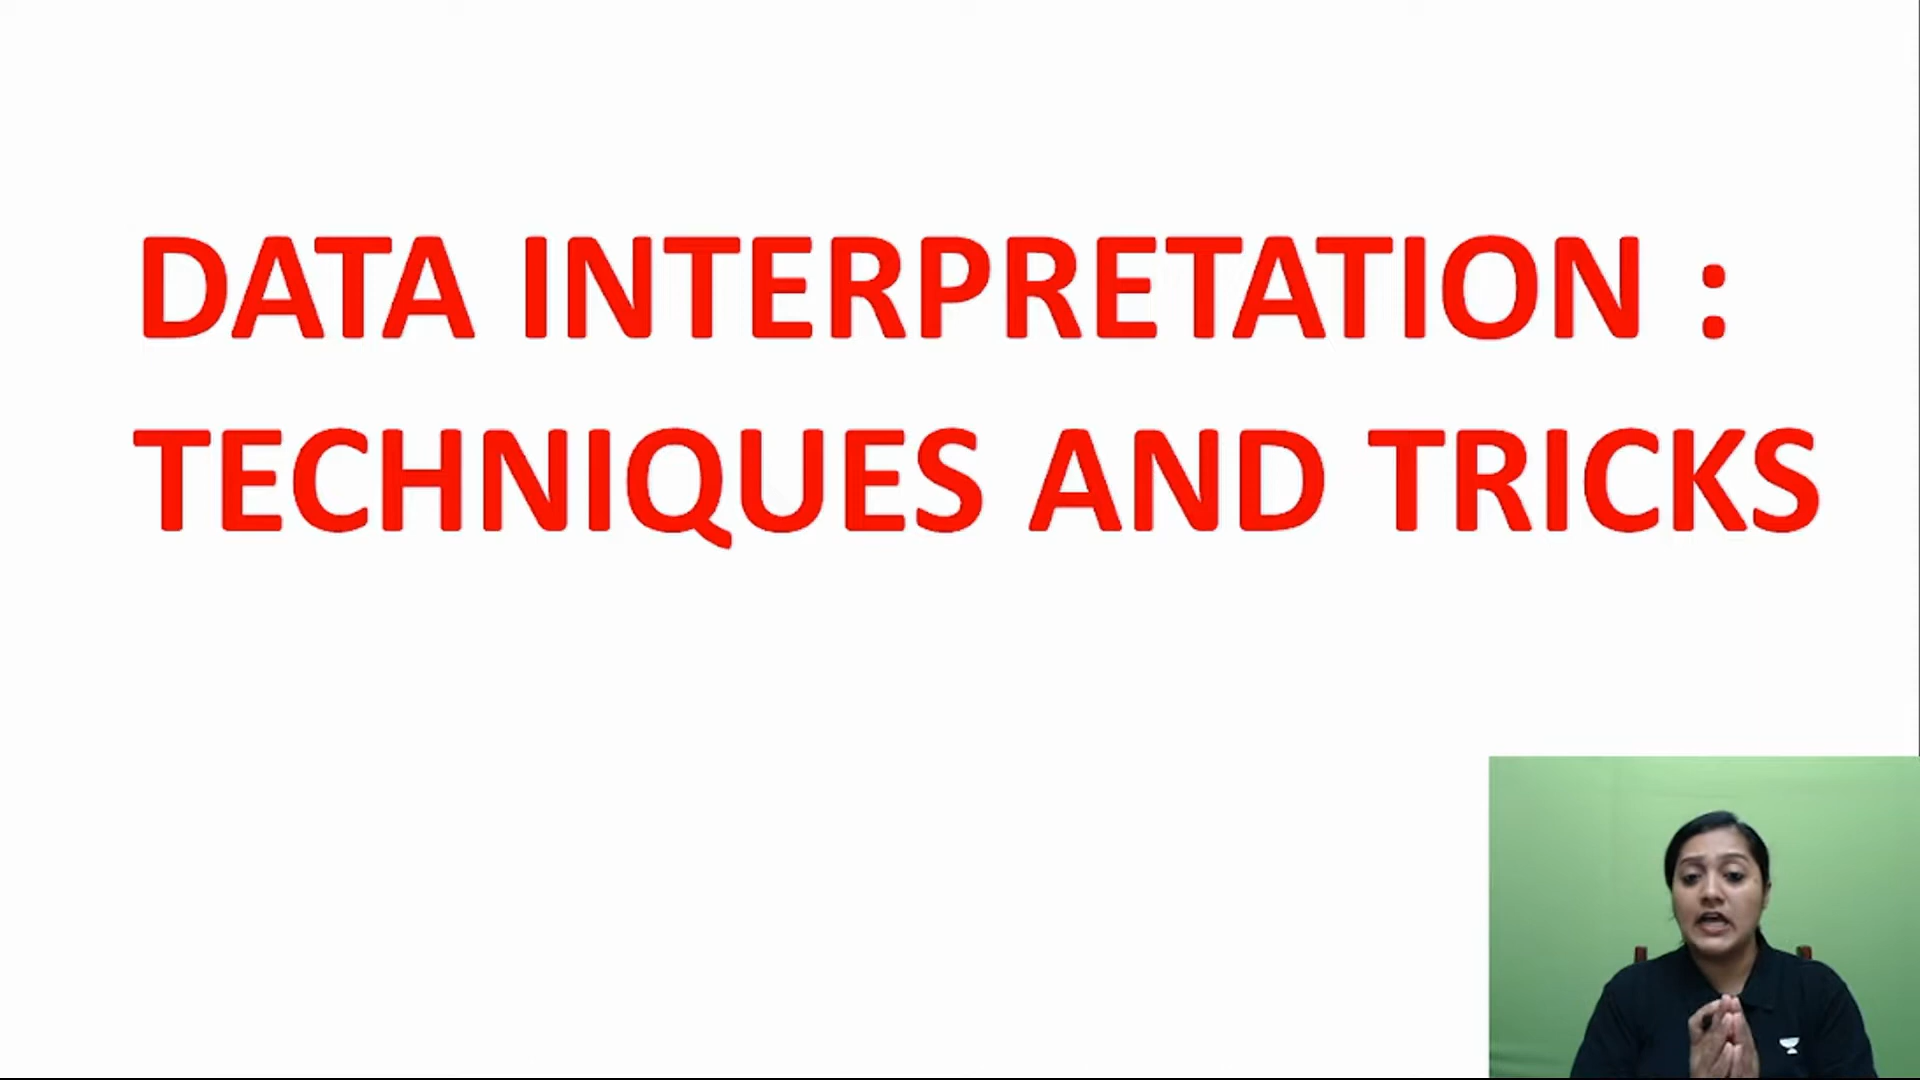 DATA INTERPRETATION :
TECHNIQUES AND TRICKS